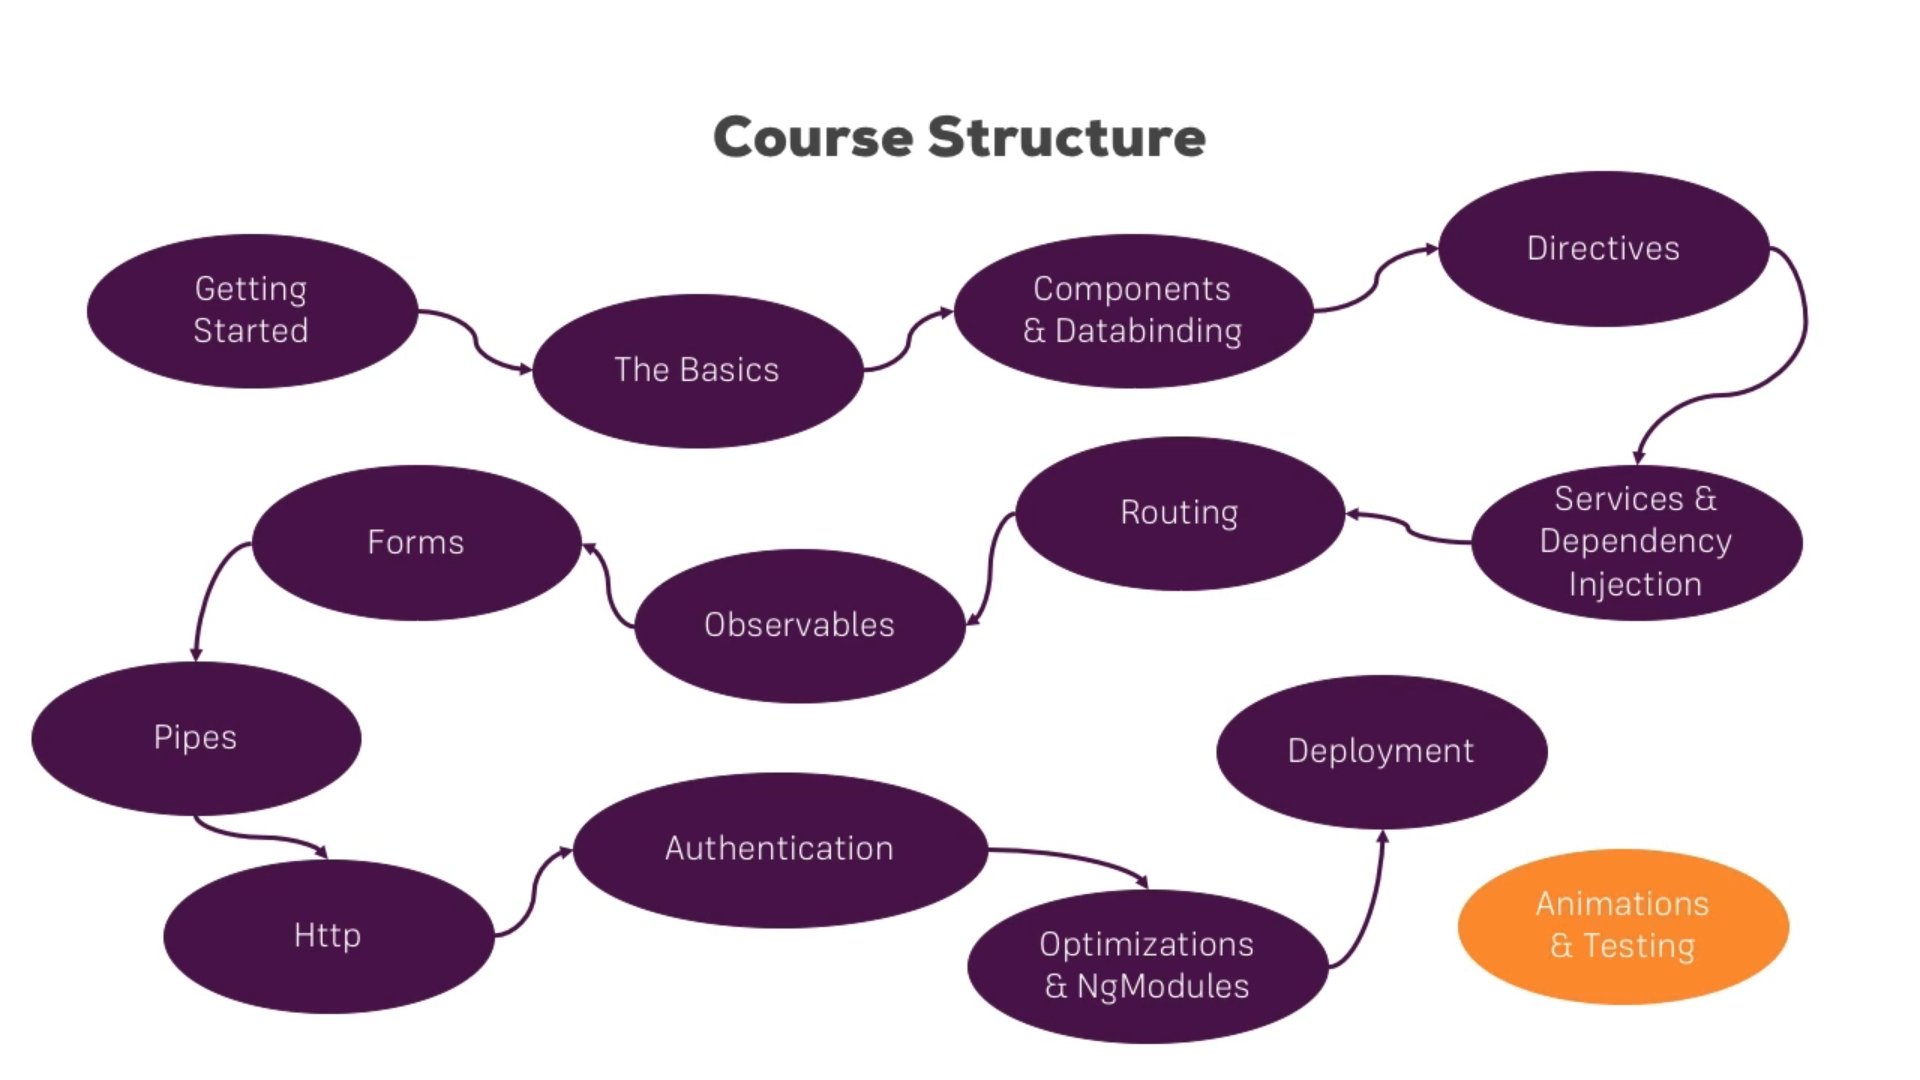 Course Structure
Getting
Started
The Basics
Components
& Databinding
Directives
Services &
Dependency
Injection
Routing
Observables
Forms
Pipes
Http
Authentication
Optimizations
& NgModules
Deployment
Animations
& Testing